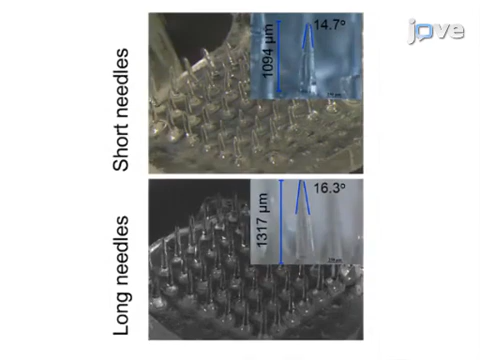 jove
Short needles
1094 µm
14.7°
Long needles
1317 µm
16.3°